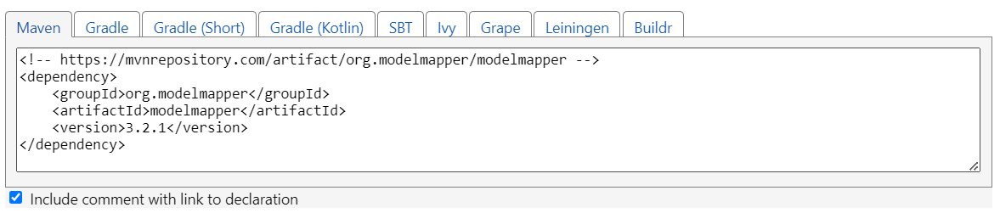 Maven Gradle Gradle (Short) Gradle (Kotlin) SBT Ivy Grape Leiningen Buildr
<!-- https://mvnrepository.com/artifact/org.modelmapper/modelmapper -->
<dependency>
    <groupId>org.modelmapper</groupId>
    <artifactId>modelmapper</artifactId>
    <version>3.2.1</version>
</dependency>
Include comment with link to declaration